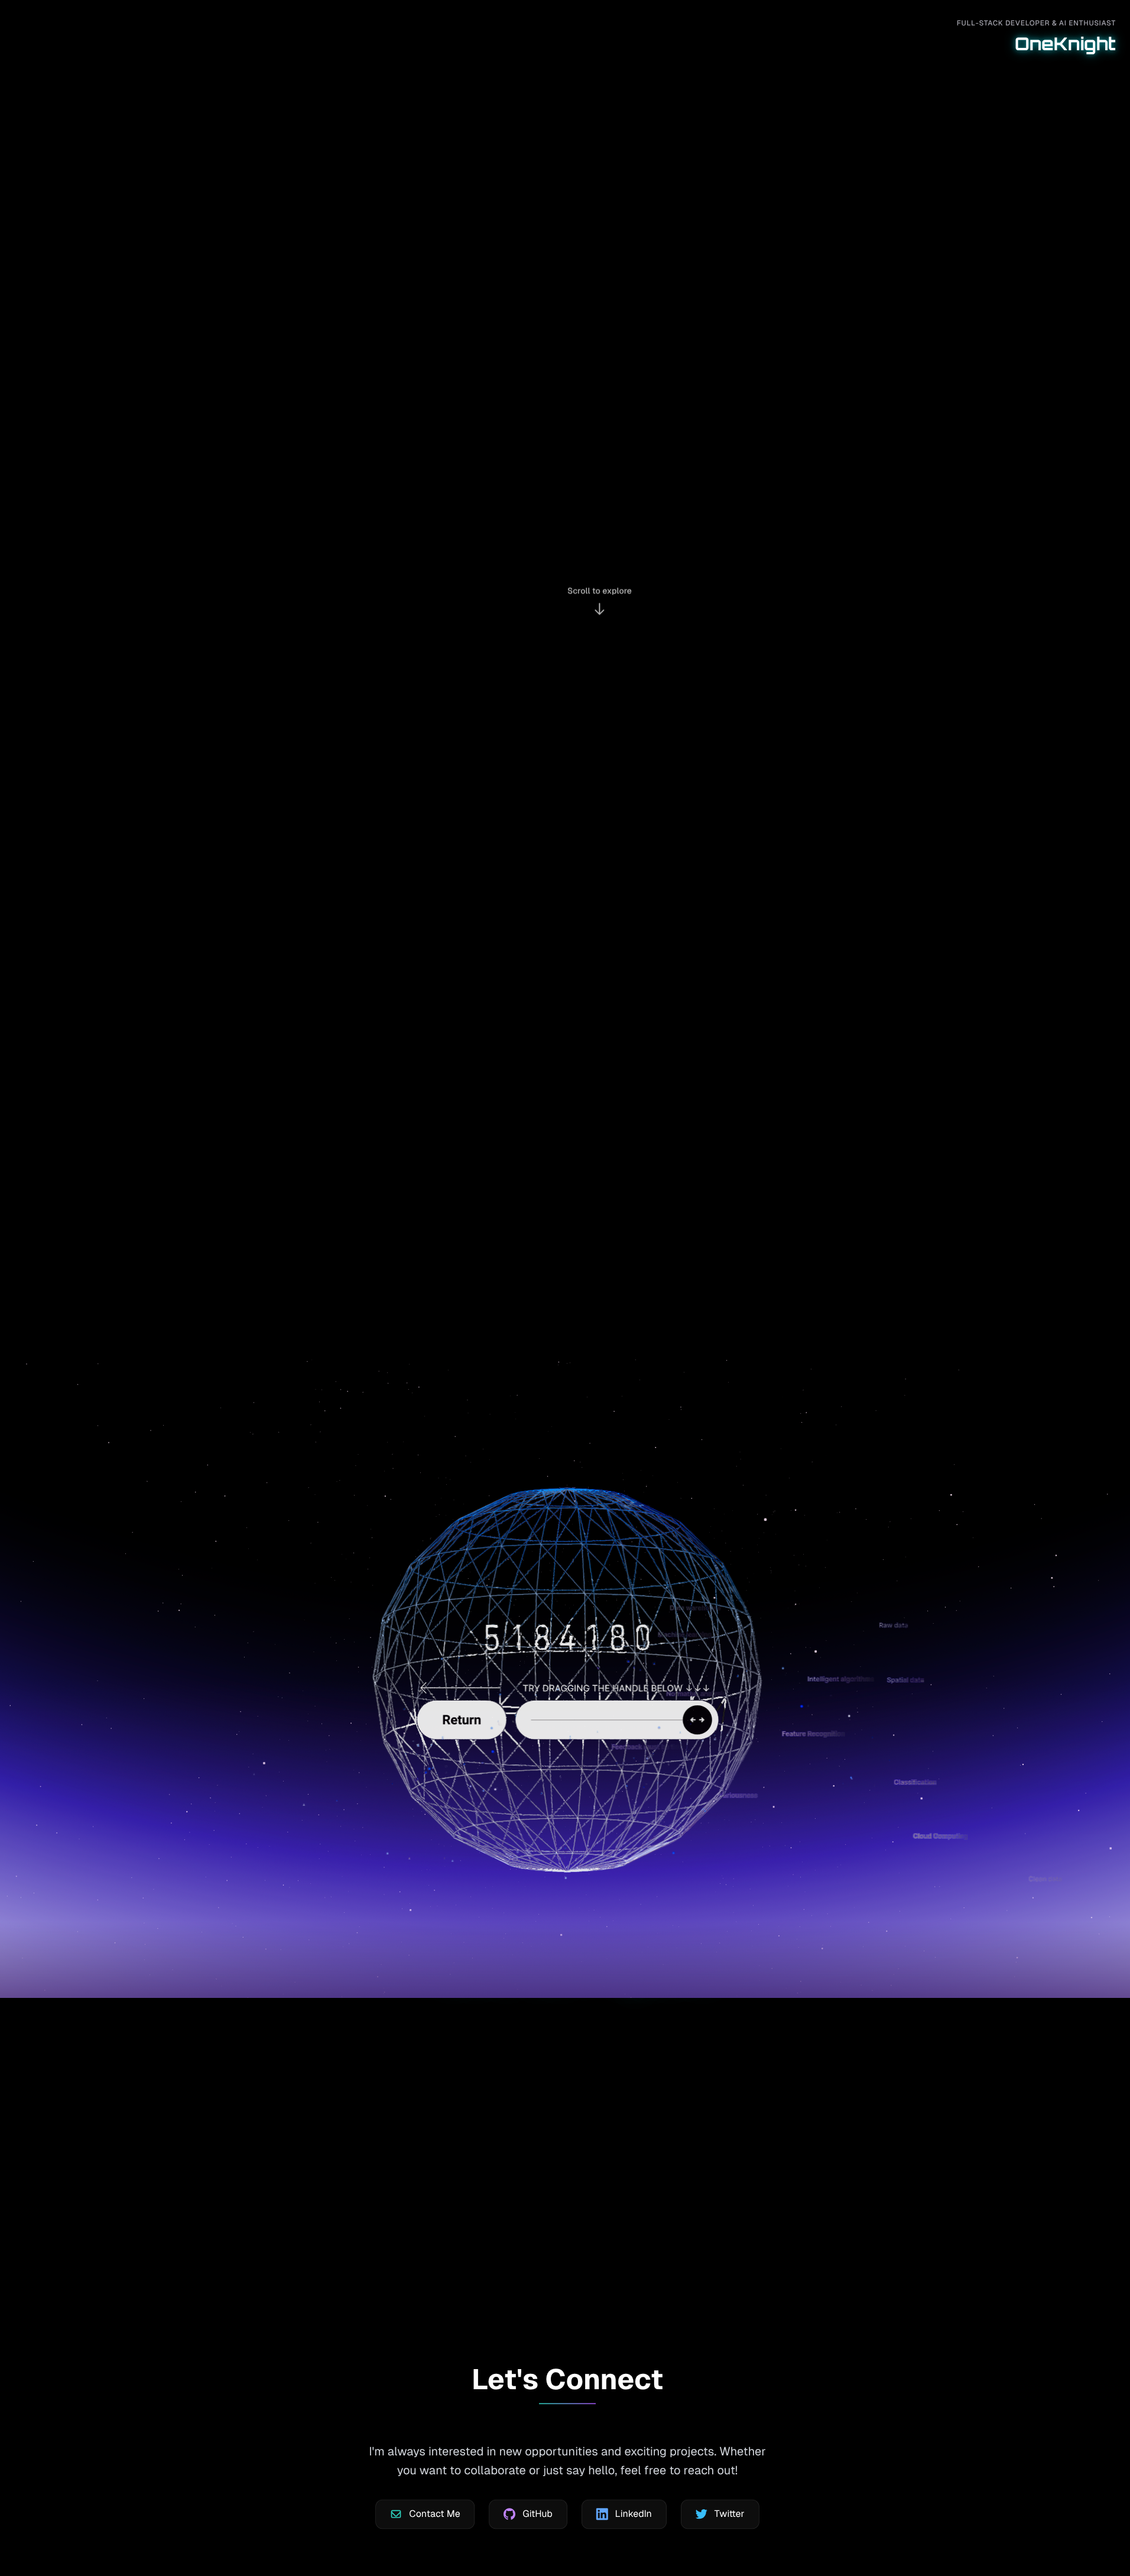 FULL-STACK DEVELOPER & AI ENTHUSIAST
OneKnight
Scroll to explore
↓
5184180
Raw data
Intelligent algorithms
Spatial data
TRY DRAGGING THE HANDLE BELOW ↓↓↓
Return
Feature Recognition
Feedback
Classification
Cloud Computing
Let's Connect
I'm always interested in new opportunities and exciting projects. Whether
you want to collaborate or just say hello, feel free to reach out!
Contact Me
GitHub
LinkedIn
Twitter